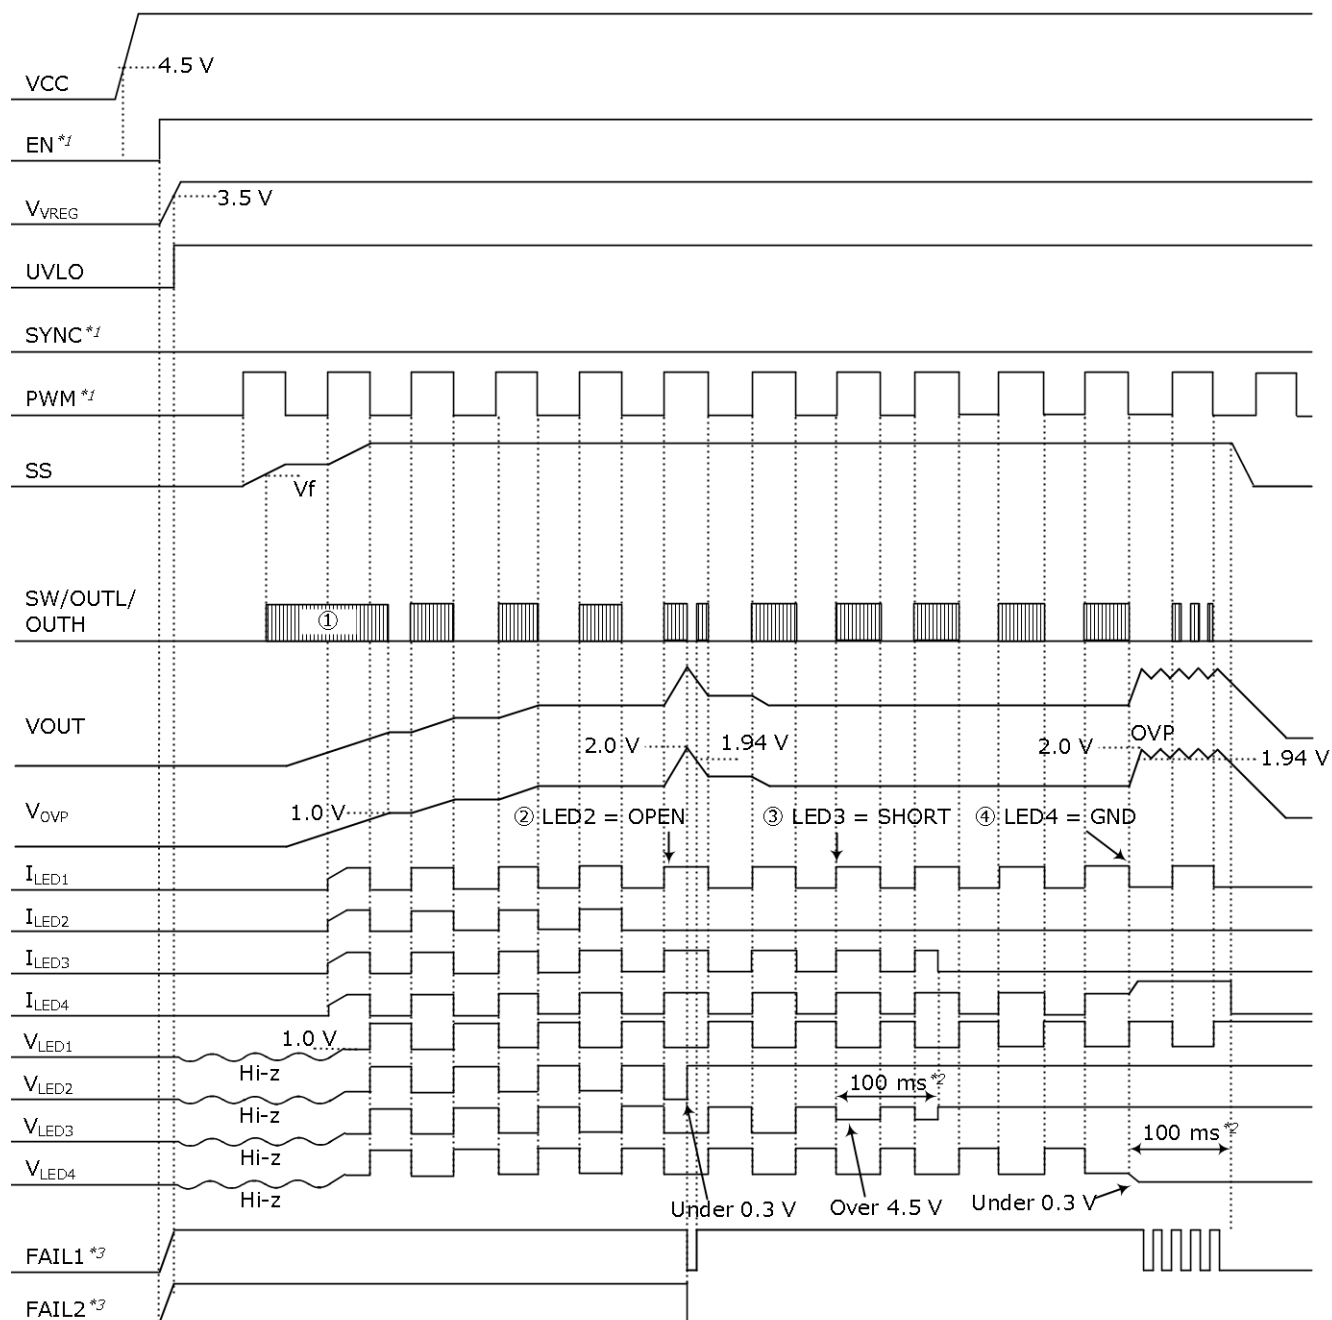 4.5 V
VCC
EN*1
3.5 V
VVREG
UVLO
SYNC*1
PWM*1
SS
Vf
SW/OUTL/
OUTH
①
VOUT
2.0 V
1.94 V
2.0 V
OVP
1.94 V
VOVP
1.0 V
② LED2 = OPEN
③ LED3 = SHORT
④ LED4 = GND
ILED1
ILED2
ILED3
ILED4
VLED1
1.0 V
Hi-z
VLED2
100 ms*2
Hi-z
VLED3
100 ms*2
Hi-z
VLED4
Hi-z
Under 0.3 V
Over 4.5 V
Under 0.3 V
FAIL1*3
FAIL2*3